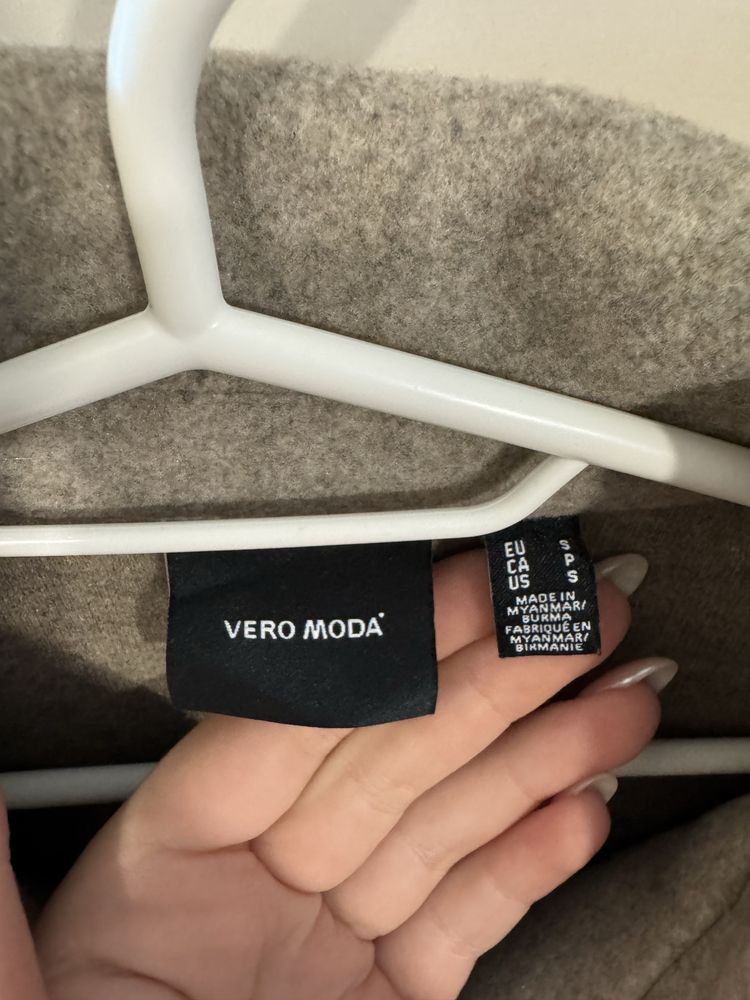 VERO MODA
EU S
CA P
US S
MADE IN
MYANMAR/
BURMA
FABRIQUÉ EN
MYANMAR/
BIRMANIE